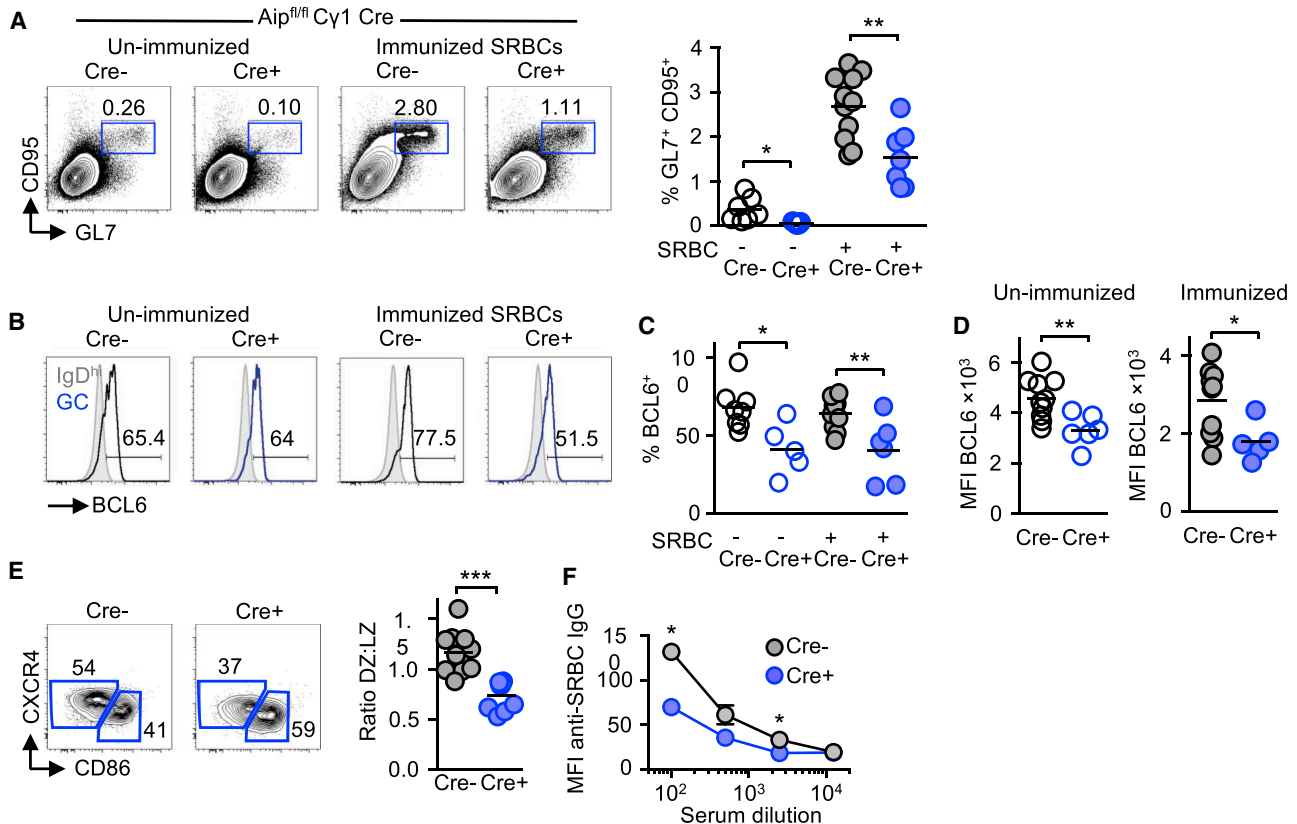 A
Aipfl/fl Cγ1 Cre
Un-immunized
Immunized SRBCs
Cre-
Cre+
Cre-
Cre+
0.26
0.10
2.80
1.11
CD95
GL7
% GL7+ CD95+
4
3
2
1
0
*
**
SRBC - - + +
Cre- Cre+ Cre- Cre+
B
Un-immunized
Immunized SRBCs
Cre-
Cre+
Cre-
Cre+
IgDhi
GC
65.4
64
77.5
51.5
BCL6
C
% BCL6+
10
0
50
0
*
**
SRBC - - + +
Cre- Cre+ Cre- Cre+
D
Un-immunized
Immunized
MFI BCL6 ×10³
6
4
2
0
**
Cre- Cre+
MFI BCL6 ×10³
4
2
0
*
Cre- Cre+
E
Cre-
Cre+
54
41
37
59
CXCR4
CD86
Ratio DZ:LZ
1.
5
1.0
0.5
0.0
***
Cre- Cre+
F
MFI anti-SRBC IgG
15
0
100
50
0
*
*
Cre-
Cre+
10² 10³ 10⁴
Serum dilution